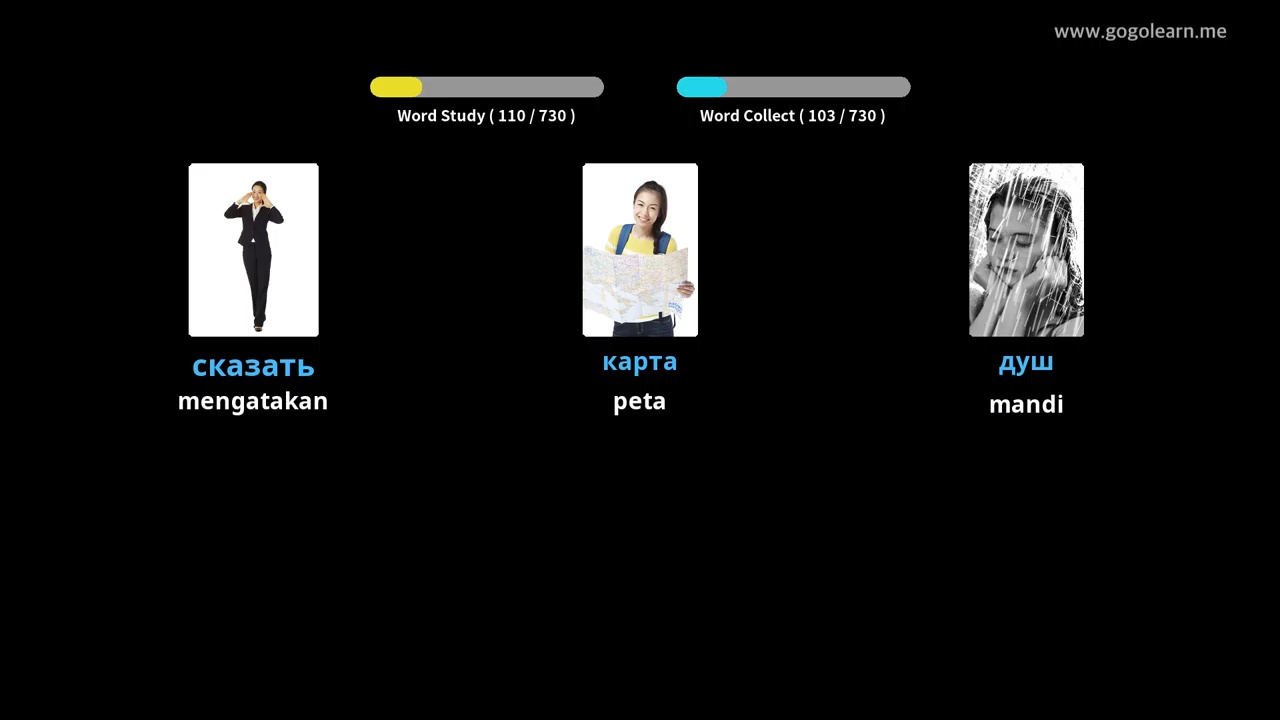 www.gogolearn.me
Word Study ( 110 / 730 )
Word Collect ( 103 / 730 )
сказать
mengatakan
карта
peta
душ
mandi